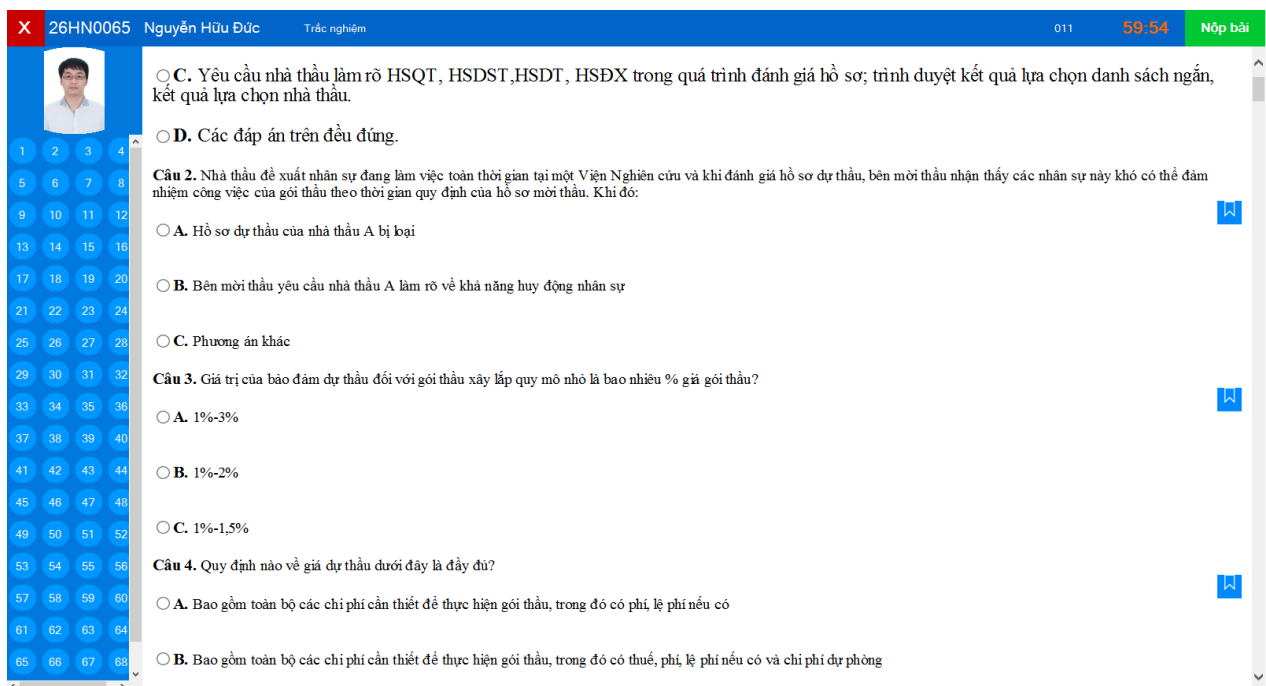 X 26HN0065 Nguyễn Hữu Đức Trắc nghiệm 011 59:54 Nộp bài
C. Yêu cầu nhà thầu làm rõ HSQT, HSDST,HSDT, HSĐX trong quá trình đánh giá hồ sơ; trình duyệt kết quả lựa chọn danh sách ngắn,
kết quả lựa chọn nhà thầu.
D. Các đáp án trên đều đúng.
Câu 2. Nhà thầu đề xuất nhân sự đang làm việc toàn thời gian tại một Viện Nghiên cứu và khi đánh giá hồ sơ dự thầu, bên mời thầu nhận thấy các nhân sự này khó có thể đảm
nhiệm công việc của gói thầu theo thời gian quy định của hồ sơ mời thầu. Khi đó:
A. Hồ sơ dự thầu của nhà thầu A bị loại
B. Bên mời thầu yêu cầu nhà thầu A làm rõ về khả năng huy động nhân sự
C. Phương án khác
Câu 3. Giá trị của bảo đảm dự thầu đối với gói thầu xây lắp quy mô nhỏ là bao nhiêu % giá gói thầu?
A. 1%-3%
B. 1%-2%
C. 1%-1,5%
Câu 4. Quy định nào về giá dự thầu dưới đây là đầy đủ?
A. Bao gồm toàn bộ các chi phí cần thiết để thực hiện gói thầu, trong đó có phí, lệ phí nếu có
B. Bao gồm toàn bộ các chi phí cần thiết để thực hiện gói thầu, trong đó có thuế, phí, lệ phí nếu có và chi phí dự phòng
1 2 3 4
5 6 7 8
9 10 11 12
13 14 15 16
17 18 19 20
21 22 23 24
25 26 27 28
29 30 31 32
33 34 35 36
37 38 39 40
41 42 43 44
45 46 47 48
49 50 51 52
53 54 55 56
57 58 59 60
61 62 63 64
65 66 67 68